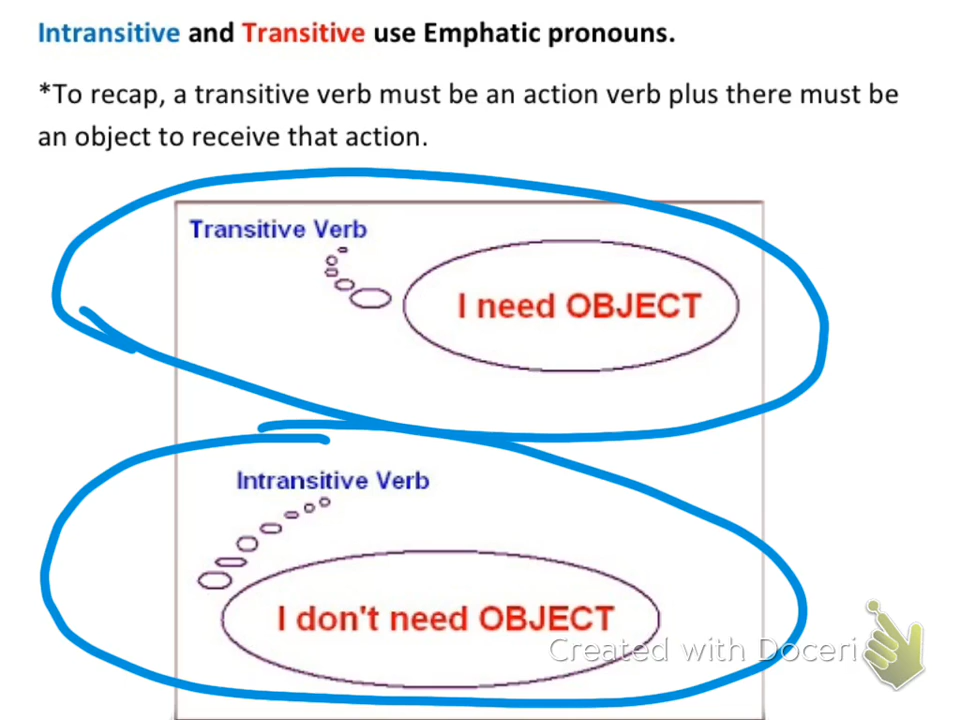 Intransitive and Transitive use Emphatic pronouns.
*To recap, a transitive verb must be an action verb plus there must be
an object to receive that action.
Transitive Verb
I need OBJECT
Intransitive Verb
I don't need OBJECT
Created with Doceri